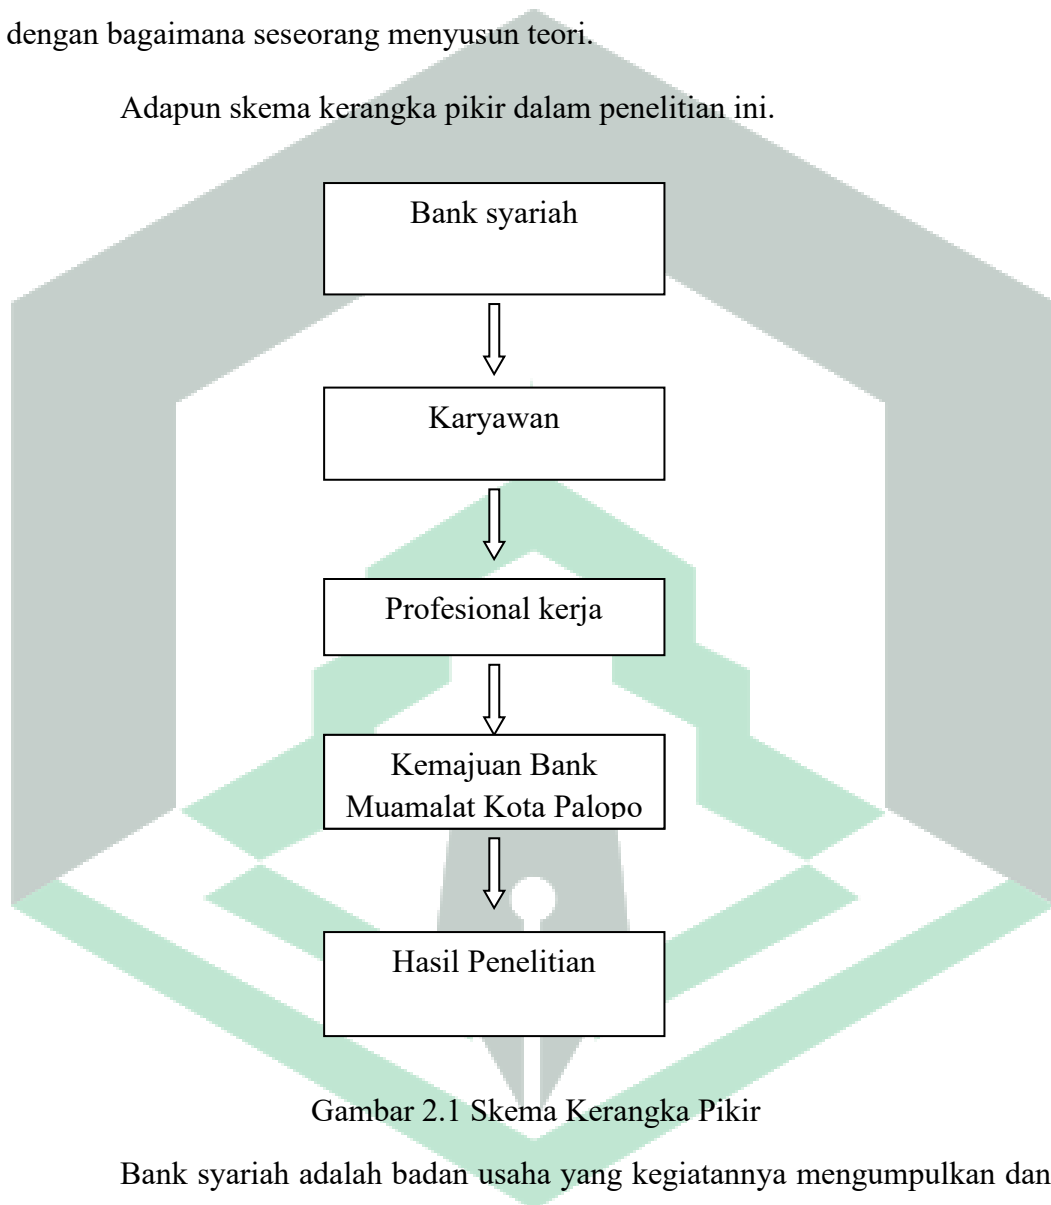 dengan bagaimana seseorang menyusun teori.
Adapun skema kerangka pikir dalam penelitian ini.
Bank syariah
Karyawan
Profesional kerja
Kemajuan Bank
Muamalat Kota Palopo
Hasil Penelitian
Gambar 2.1 Skema Kerangka Pikir
Bank syariah adalah badan usaha yang kegiatannya mengumpulkan dan